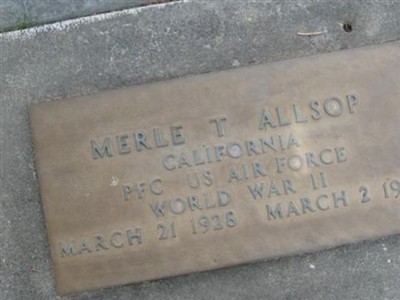 MERLE T ALLSOP
CALIFORNIA
PFC US AIR FORCE
WORLD WAR II
MARCH 21 1928 MARCH 2